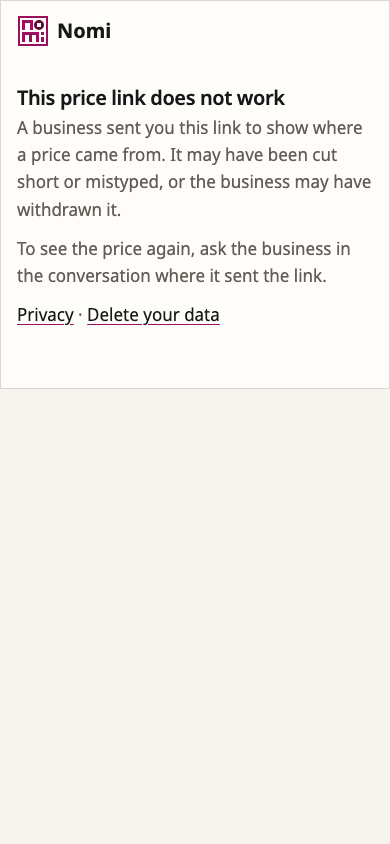 nomi
Nomi
This price link does not work
A business sent you this link to show where
a price came from. It may have been cut
short or mistyped, or the business may have
withdrawn it.
To see the price again, ask the business in
the conversation where it sent the link.
Privacy · Delete your data